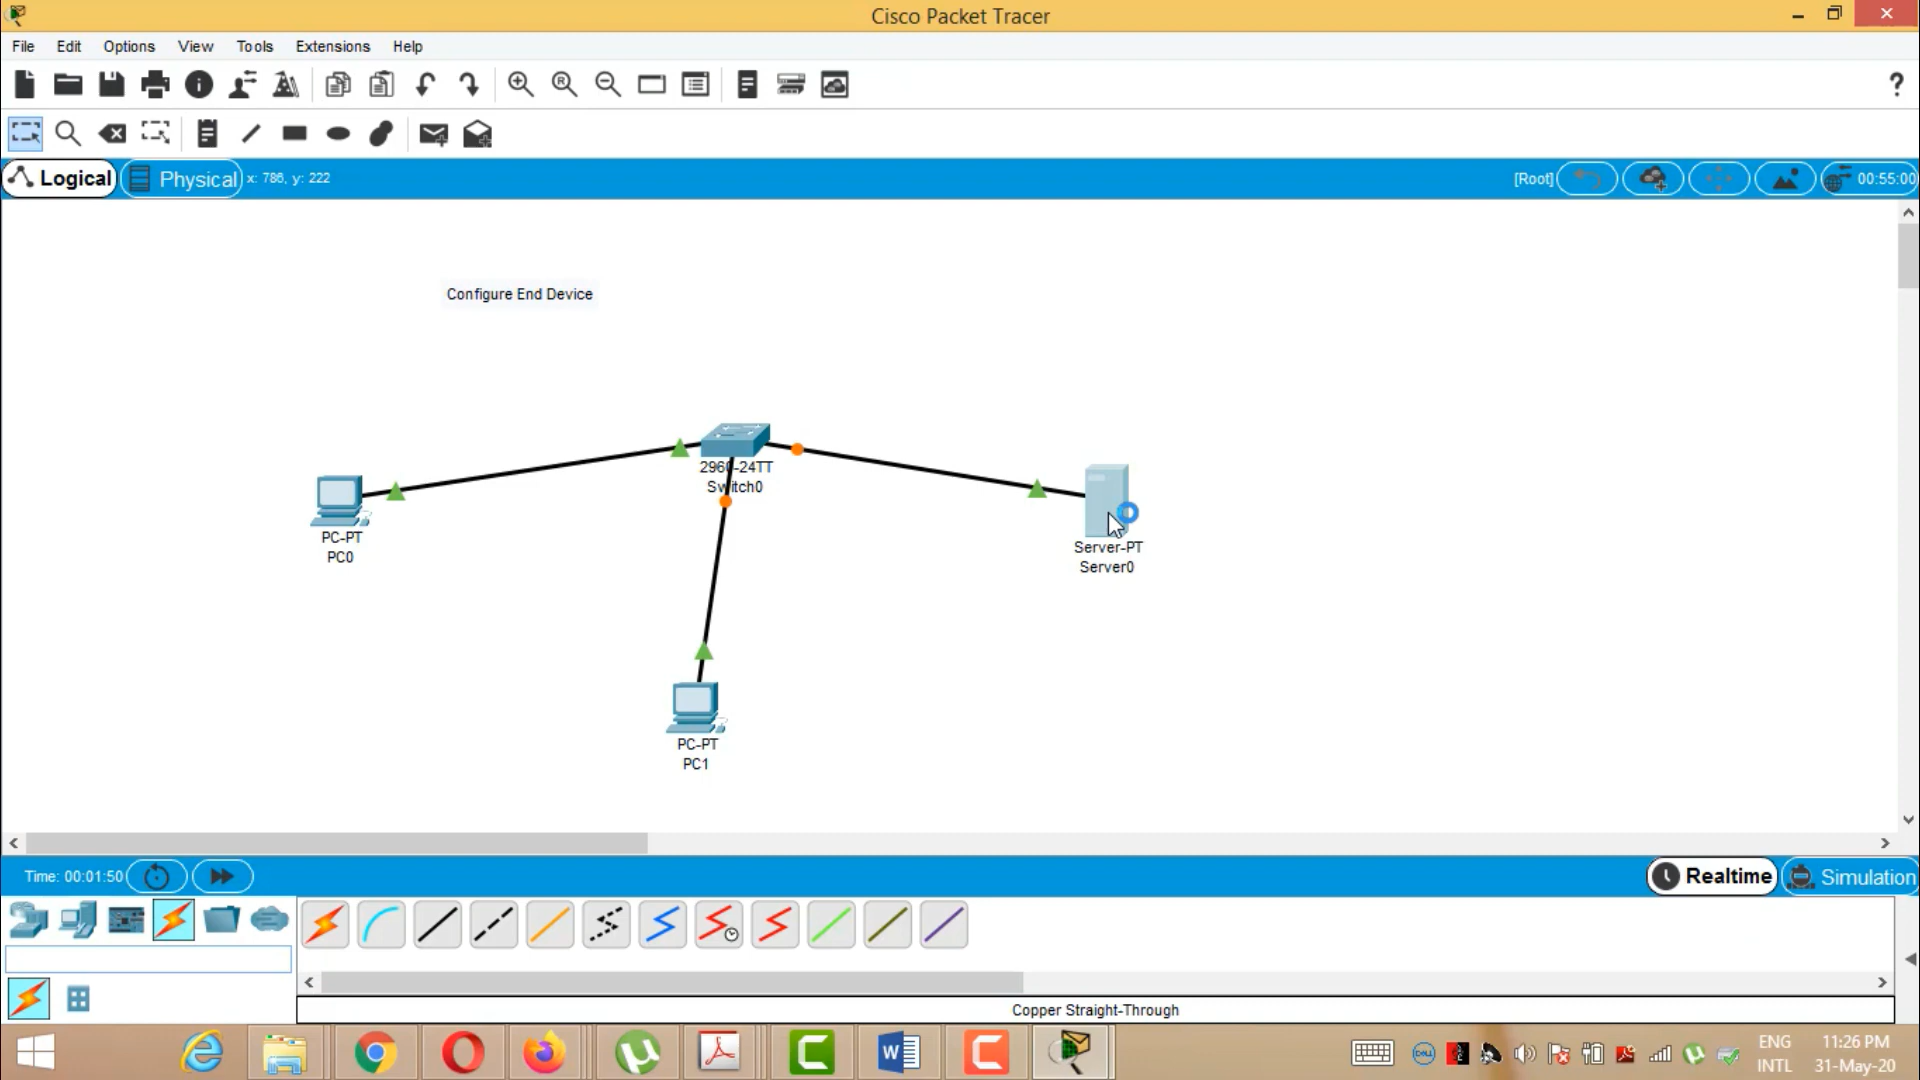 Cisco Packet Tracer
File Edit Options View Tools Extensions Help
Logical Physical x: 786, y: 222 [Root] 00:55:00
Configure End Device
2960-24TT
Switch0
PC-PT
PC0
Server-PT
Server0
PC-PT
PC1
Time: 00:01:50 Realtime Simulation
Copper Straight-Through
ENG 11:26 PM
INTL 31-May-20